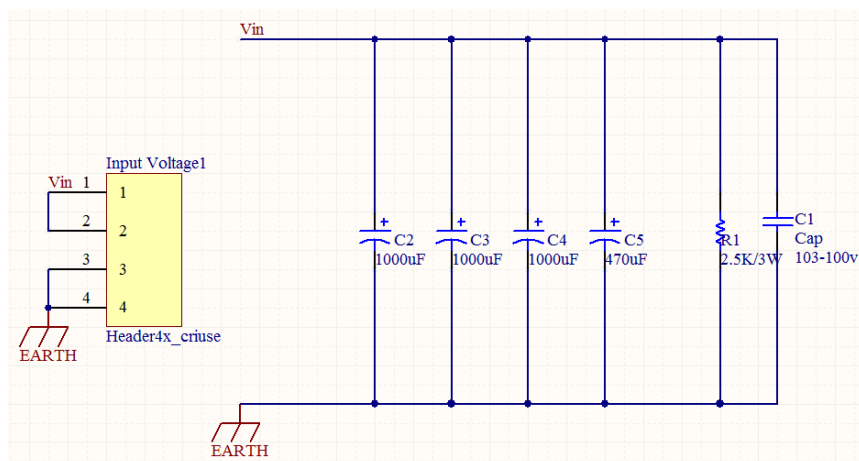 Vin
Input Voltage1
Vin 1
1
2
2
3
3
4
4
EARTH
Header4x_criuse
+
C2
1000uF
+
C3
1000uF
+
C4
1000uF
+
C5
470uF
R1
2.5K/3W
C1
Cap
103-100v
EARTH